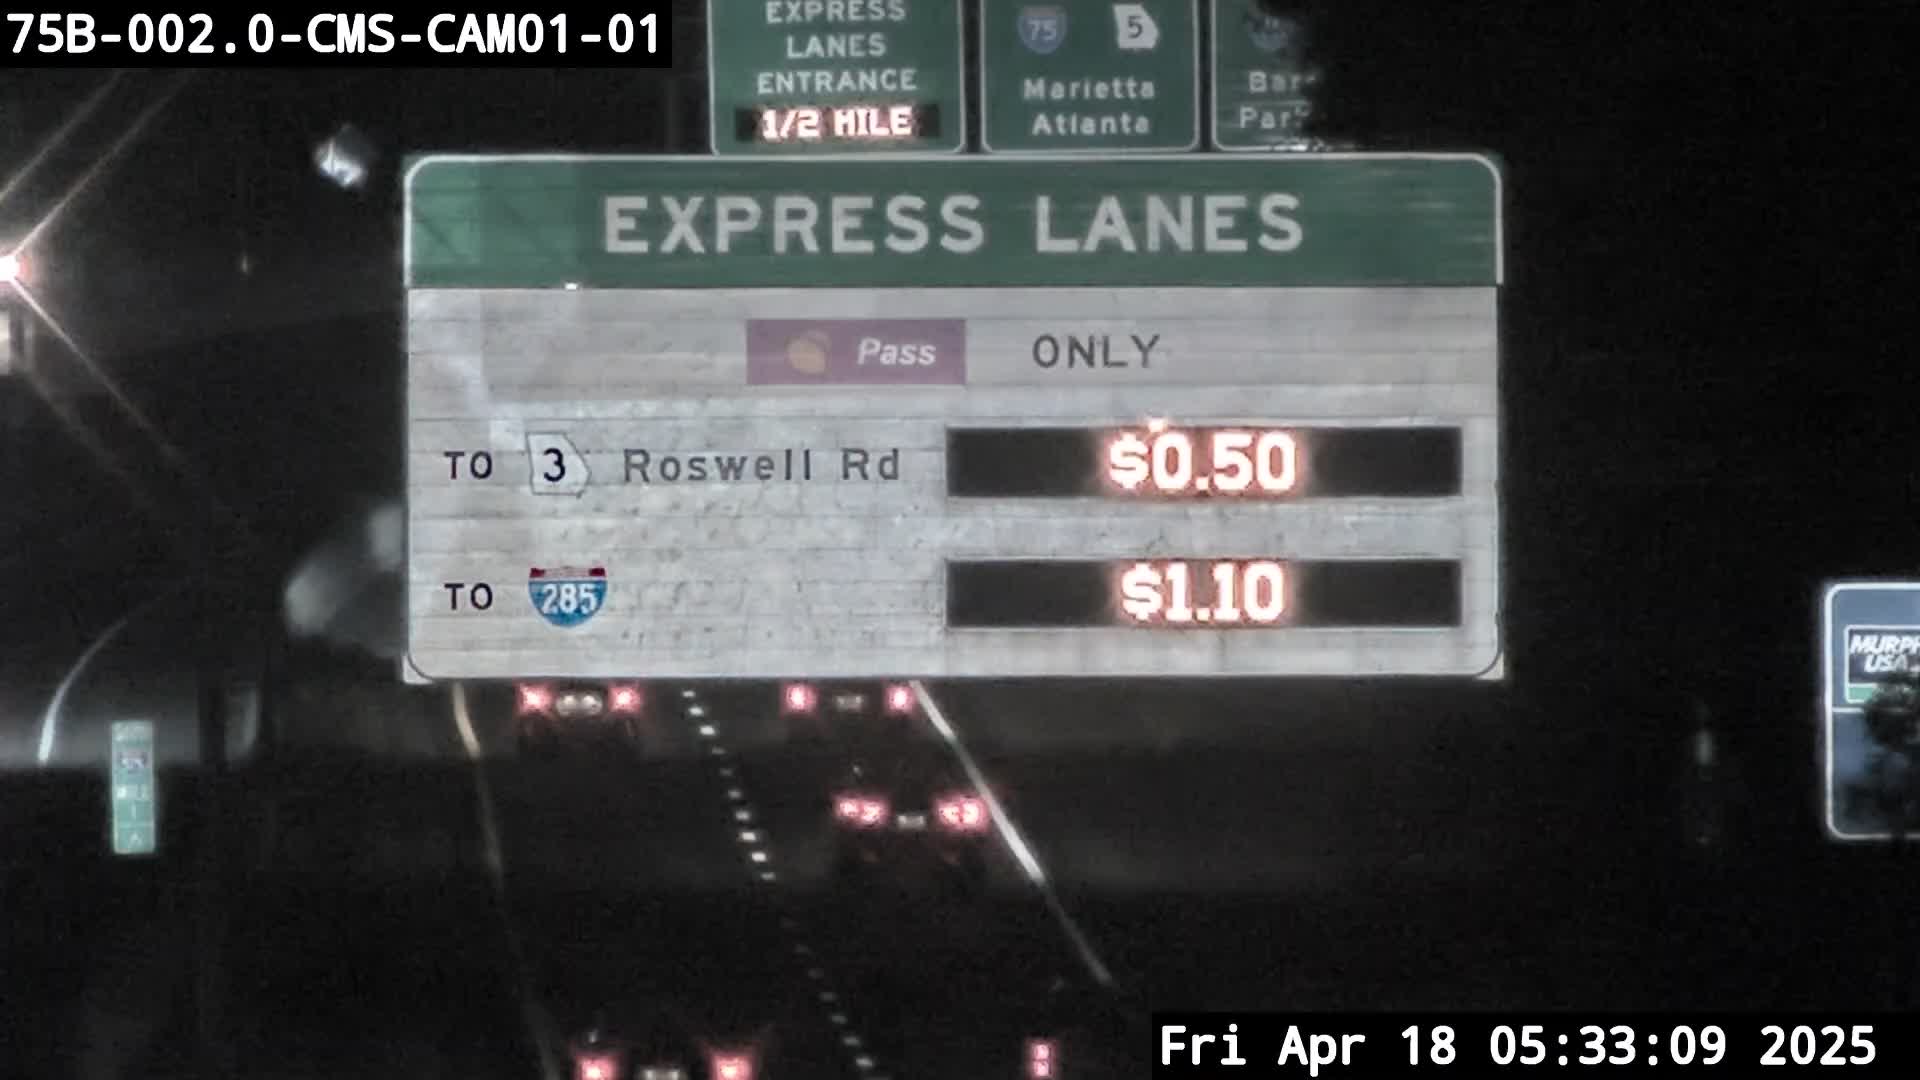 75B-002.0-CMS-CAM01-01
EXPRESS
LANES
ENTRANCE
1/2 MILE
75 5
Marietta
Atlanta
EXPRESS LANES
Pass ONLY
TO 3 Roswell Rd $0.50
TO 285 $1.10
USA
Fri Apr 18 05:33:09 2025